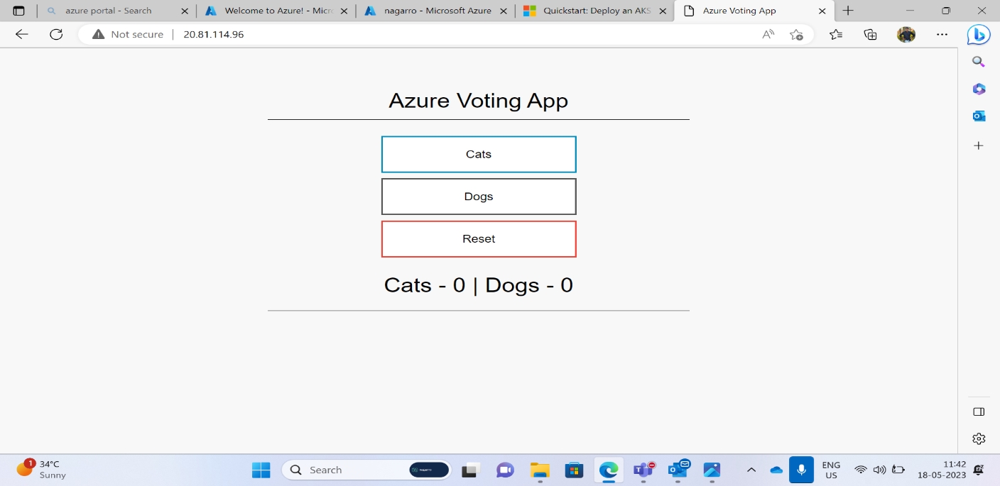 azure portal - Search
Welcome to Azure! - Micr
nagarro - Microsoft Azure
Quickstart: Deploy an AKS
Azure Voting App
Not secure | 20.81.114.96
Azure Voting App
Cats
Dogs
Reset
Cats - 0 | Dogs - 0
1
34°C
Sunny
Search
nagarro
ENG
US
11:42
18-05-2023